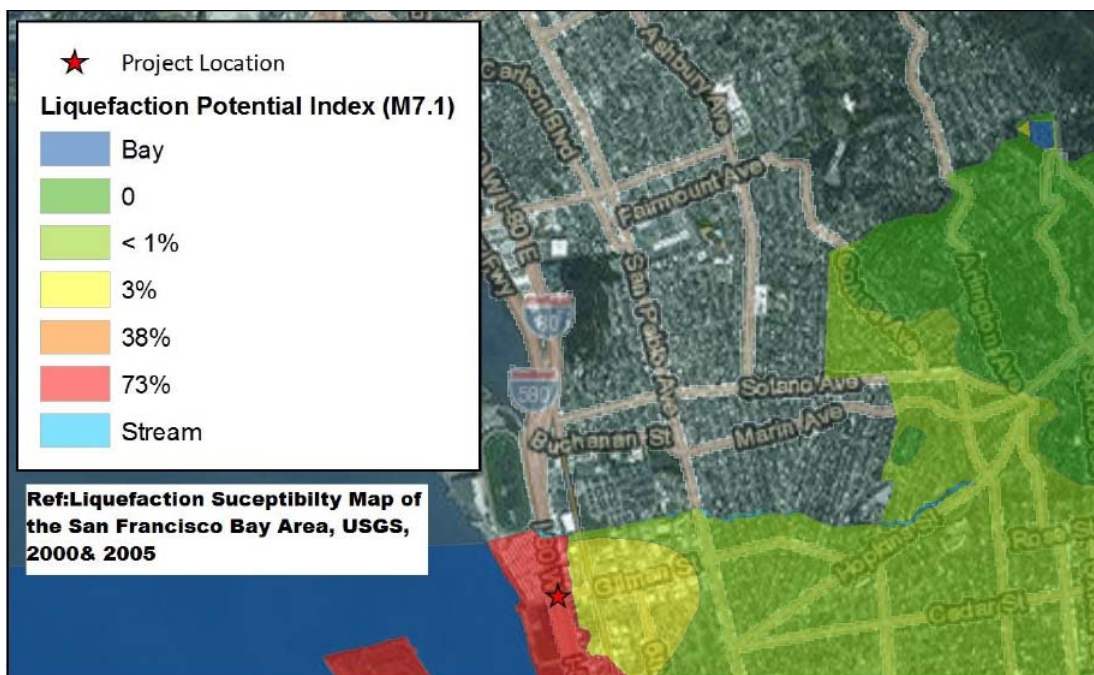 Project Location
Liquefaction Potential Index (M7.1)
Bay
0
< 1%
3%
38%
73%
Stream
Ref:Liquefaction Suceptibilty Map of
the San Francisco Bay Area, USGS,
2000& 2005
Ashbury Ave
Carlson Blvd
Fairmount Ave
I-80 E
Fwy
San Pablo Ave
Colusa Ave
Arlington Ave
80
580
Solano Ave
Buchanan St
Marin Ave
Hopkins St
Gilman St
Rose St
Cedar St